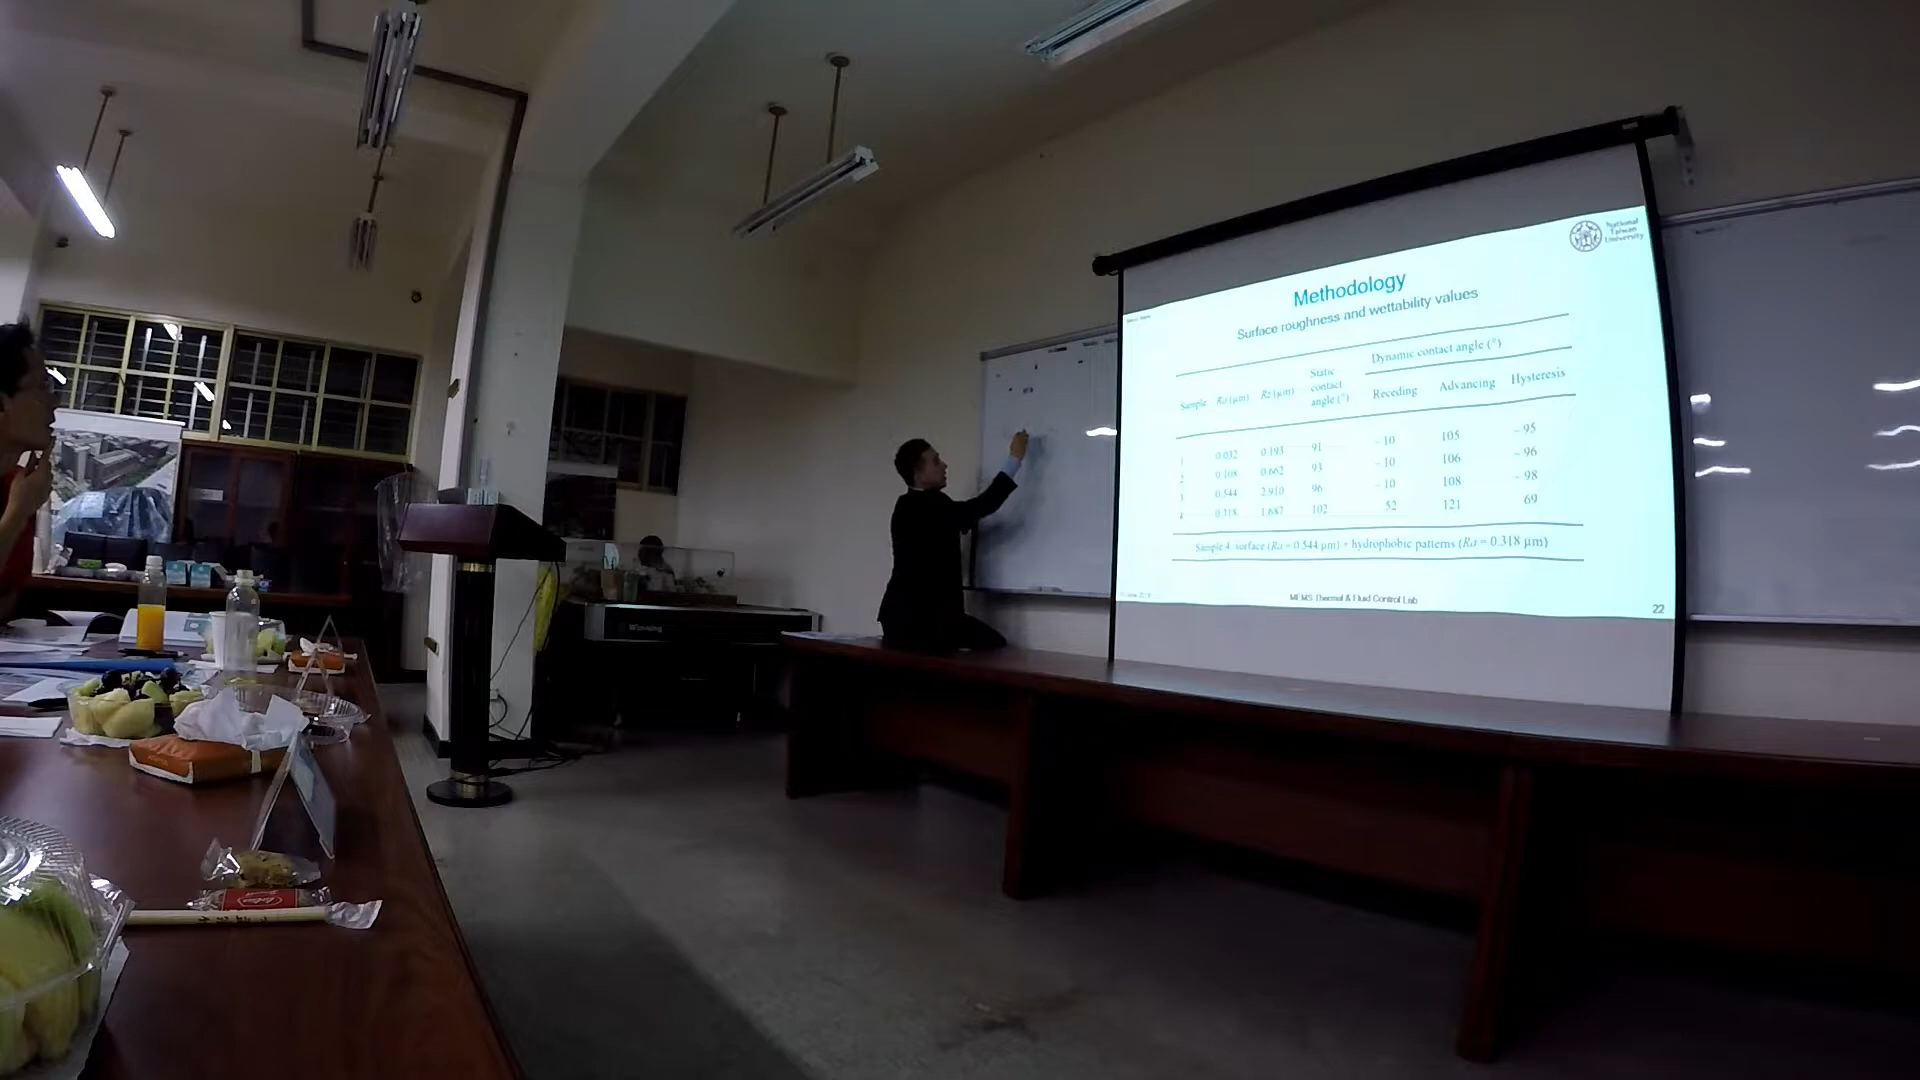 National
Taiwan
University
Methodology
Surface roughness and wettability values
Sample Ra (μm) Rz (μm) Static contact angle (°) Dynamic contact angle (°)
Receding Advancing Hysteresis
1 0.032 0.193 91 ~ 10 105 ~ 95
2 0.108 0.662 93 ~ 10 106 ~ 96
3 0.544 2.910 96 ~ 10 108 ~ 98
4 0.318 1.687 102 52 121 69
Sample 4: surface (Ra = 0.544 μm) + hydrophobic patterns (Ra = 0.318 μm)
MEMS Thermal & Fluid Control Lab
22
Winning
Lotus